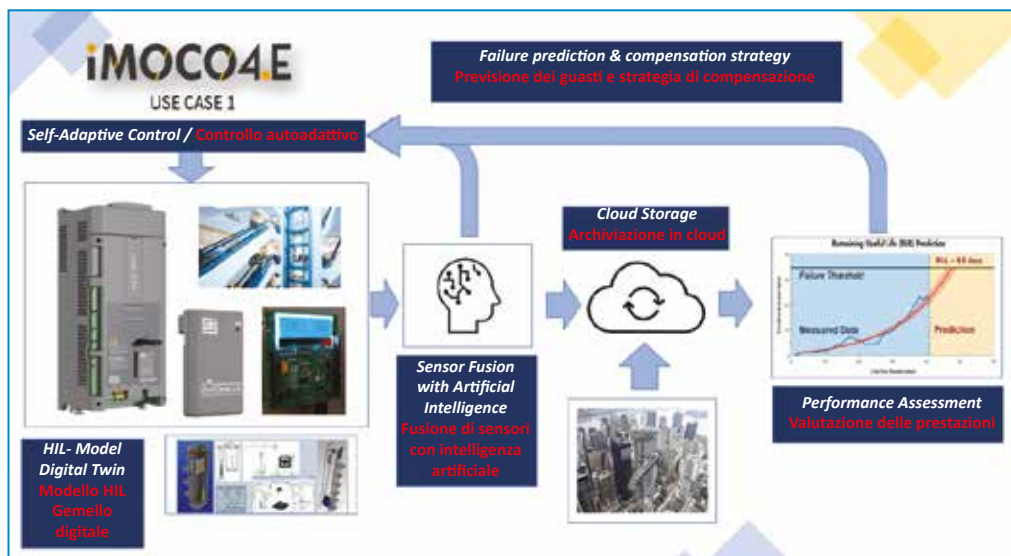 iMOCO4.E
USE CASE 1
Failure prediction & compensation strategy
Previsione dei guasti e strategia di compensazione
Self-Adaptive Control / Controllo autoadattivo
Cloud Storage
Archiviazione in cloud
Remaining Useful Life (RUL) Prediction
Failure Threshold
Measured Data
Prediction
Sensor Fusion
with Artificial
Intelligence
Fusione di sensori
con intelligenza
artificiale
Performance Assessment
Valutazione delle prestazioni
HIL- Model
Digital Twin
Modello HIL
Gemello
digitale